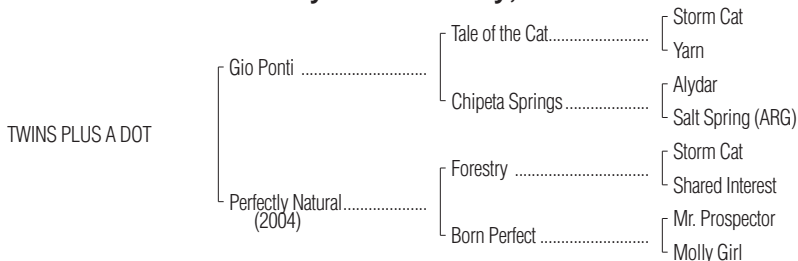 Storm Cat
Tale of the Cat......................
Yarn
Gio Ponti ...........................
Alydar
Chipeta Springs ..................
Salt Spring (ARG)
TWINS PLUS A DOT
Storm Cat
Forestry .............................
Shared Interest
Perfectly Natural..................
(2004)
Mr. Prospector
Born Perfect .......................
Molly Girl